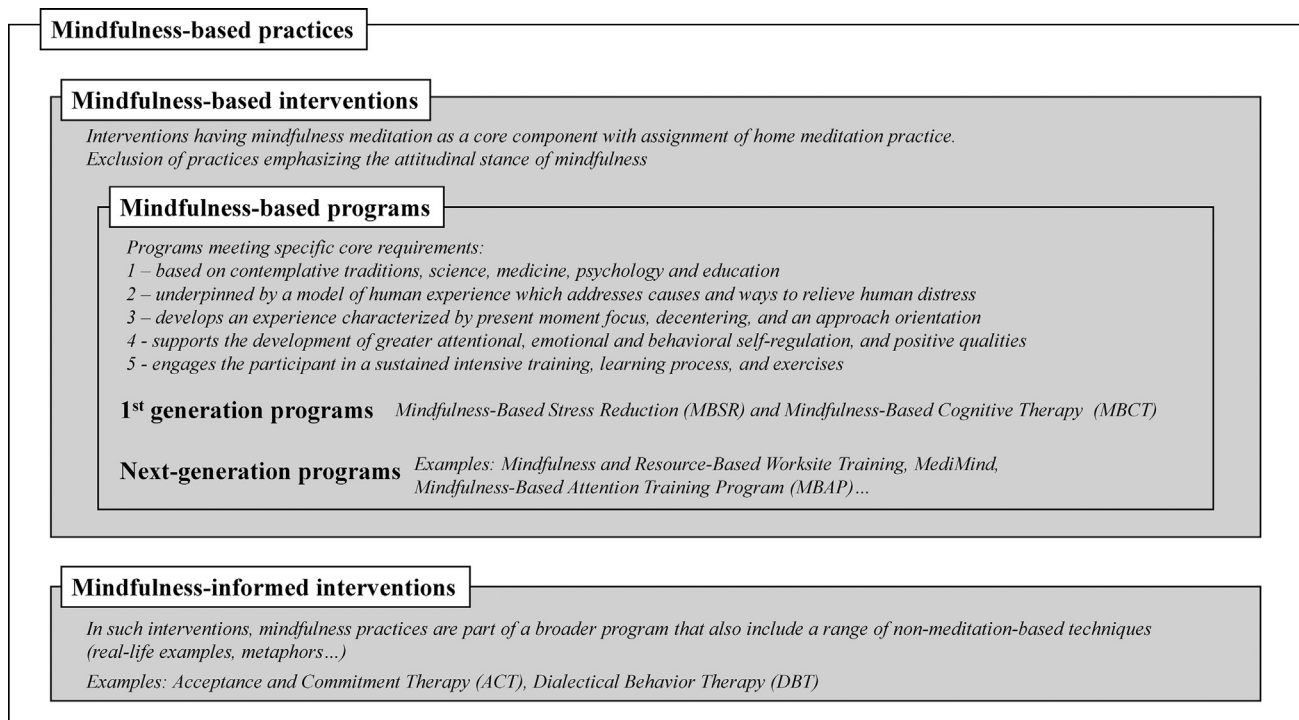 Mindfulness-based practices
Mindfulness-based interventions
Interventions having mindfulness meditation as a core component with assignment of home meditation practice.
Exclusion of practices emphasizing the attitudinal stance of mindfulness
Mindfulness-based programs
Programs meeting specific core requirements:
1 – based on contemplative traditions, science, medicine, psychology and education
2 – underpinned by a model of human experience which addresses causes and ways to relieve human distress
3 – develops an experience characterized by present moment focus, decentering, and an approach orientation
4 - supports the development of greater attentional, emotional and behavioral self-regulation, and positive qualities
5 - engages the participant in a sustained intensive training, learning process, and exercises
1st generation programs Mindfulness-Based Stress Reduction (MBSR) and Mindfulness-Based Cognitive Therapy (MBCT)
Next-generation programs Examples: Mindfulness and Resource-Based Worksite Training, MediMind,
Mindfulness-Based Attention Training Program (MBAP)…
Mindfulness-informed interventions
In such interventions, mindfulness practices are part of a broader program that also include a range of non-meditation-based techniques
(real-life examples, metaphors…)
Examples: Acceptance and Commitment Therapy (ACT), Dialectical Behavior Therapy (DBT)